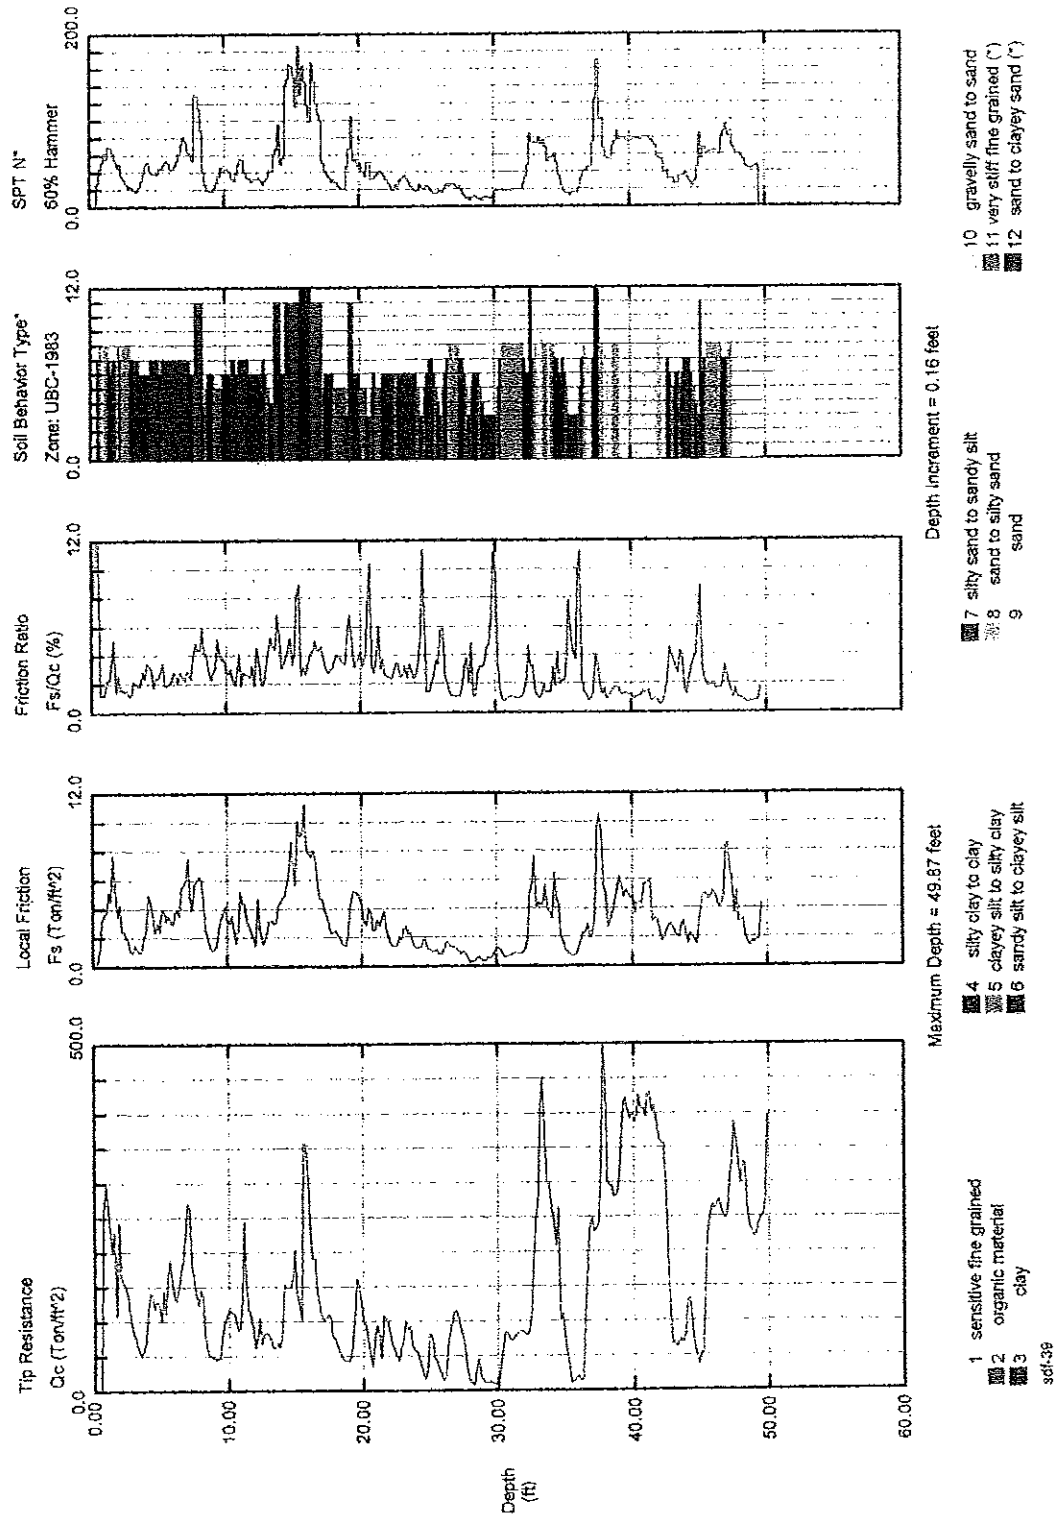 Tip Resistance
Qc (Ton/ft^2)
0.0
500.0
Local Friction
Fs (Ton/ft^2)
0.0
12.0
Friction Ratio
Fs/Qc (%)
0.0
12.0
Soil Behavior Type*
Zone: UBC-1983
0.0
12.0
SPT N*
60% Hammer
0.0
200.0
0.00
10.00
20.00
30.00
40.00
50.00
60.00
Depth
(ft)
Maximum Depth = 49.87 feet
Depth Increment = 0.16 feet
1 sensitive fine grained
2 organic material
3 clay
4 silty clay to clay
5 clayey silt to silty clay
6 sandy silt to clayey silt
7 silty sand to sandy silt
8 sand to silty sand
9 sand
10 gravelly sand to sand
11 very stiff fine grained (*)
12 sand to clayey sand (*)
sdf-39